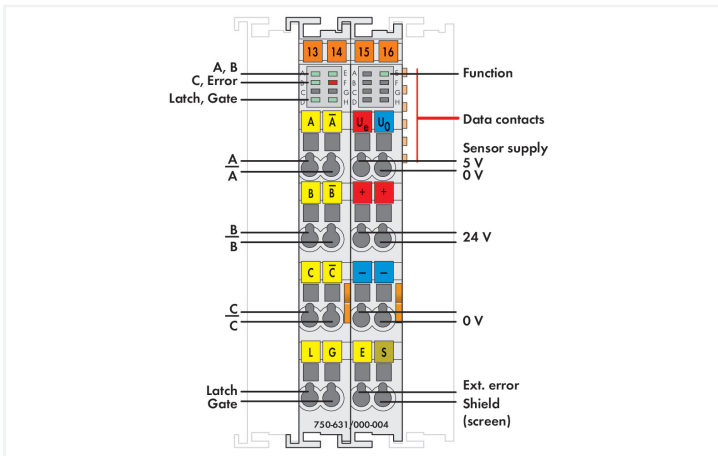 13 14 15 16
A, B
C, Error
Latch, Gate
A E A E
B F B F
C G C G
D H D H
Function
Data contacts
A A̅ Ue U0
Sensor supply
5 V
0 V
A
A̅
B B̅ + +
B
B̅
24 V
C C̅ − −
C
C̅
0 V
L G E S
Latch
Gate
Ext. error
Shield
(screen)
750-631/000-004